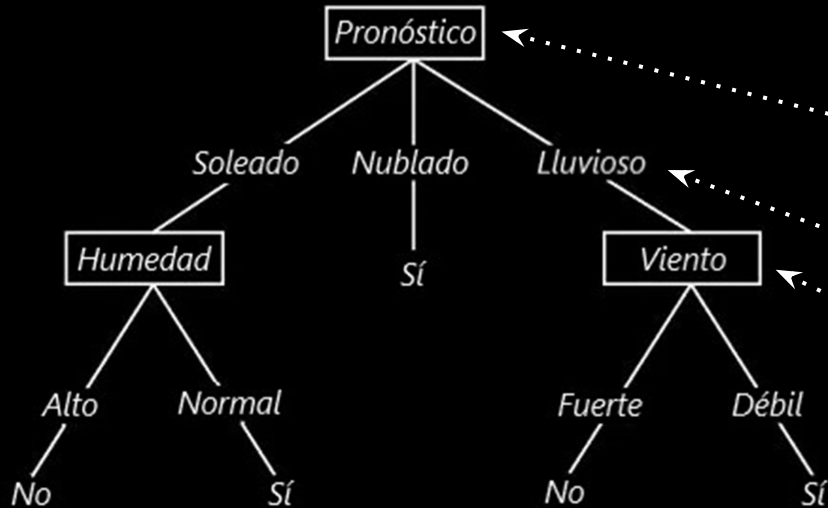 Pronóstico
Soleado Nublado Lluvioso
Humedad Sí Viento
Alto Normal Fuerte Débil
No Sí No Sí